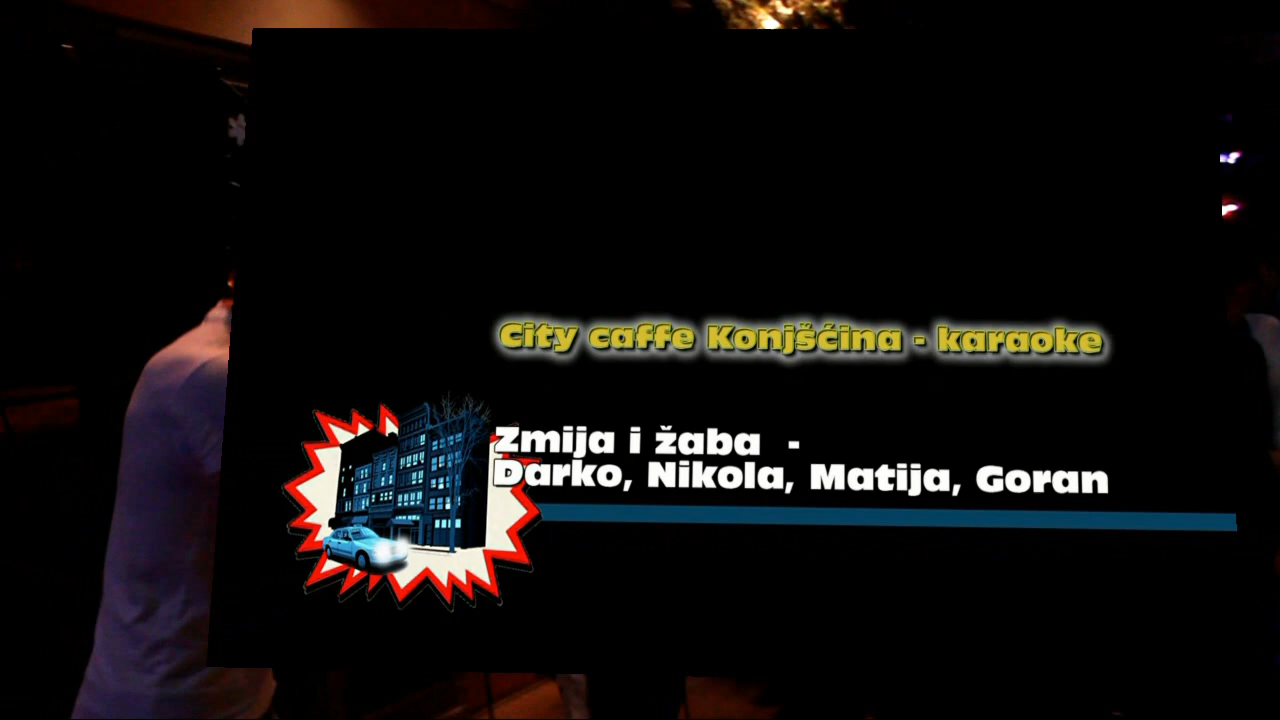 City caffe Konjšćina - karaoke
Zmija i žaba -
Darko, Nikola, Matija, Goran